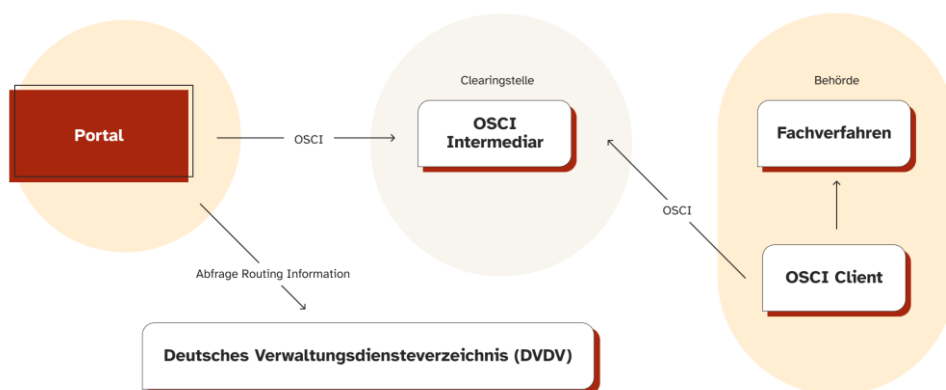 Clearingstelle
Behörde
Portal
OSCI
OSCI
Intermediar
Fachverfahren
OSCI
OSCI Client
Abfrage Routing Information
Deutsches Verwaltungsdiensteverzeichnis (DVDV)